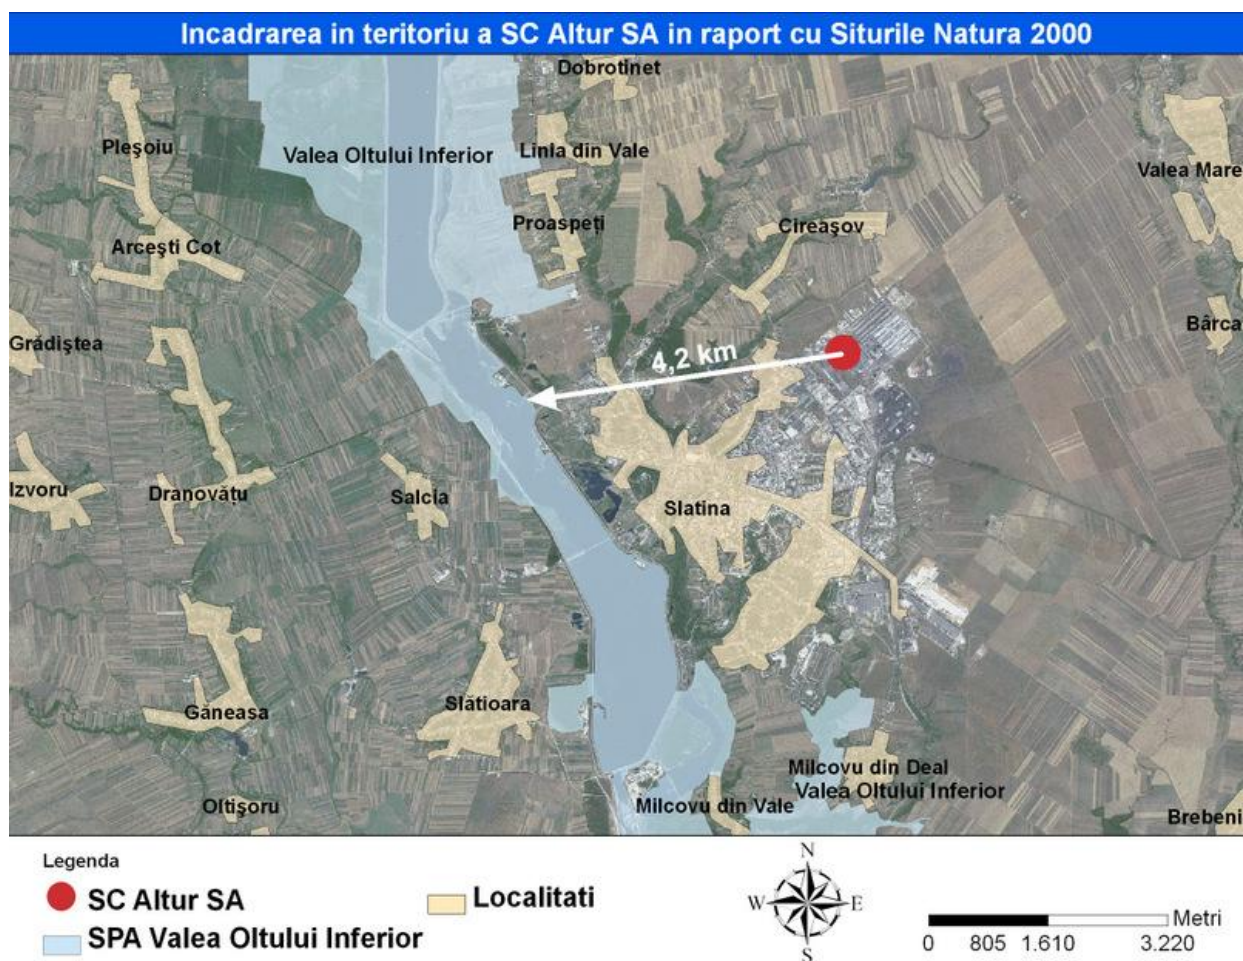 Incadrarea in teritoriu a SC Altur SA in raport cu Siturile Natura 2000
Dobrotinet
Pleşoiu
Valea Oltului Inferior
Linia din Vale
Valea Mare
Proaspeţi
Cireaşov
Arceşti Cot
Grădiştea
4,2 km
Bârca
Izvoru
Dranovăţu
Salcia
Slatina
Găneasa
Slătioara
Milcovu din Deal
Valea Oltului Inferior
Oltişoru
Milcovu din Vale
Brebeni
Legenda
SC Altur SA
Localitati
SPA Valea Oltului Inferior
N
W
E
S
Metri
0 805 1.610 3.220